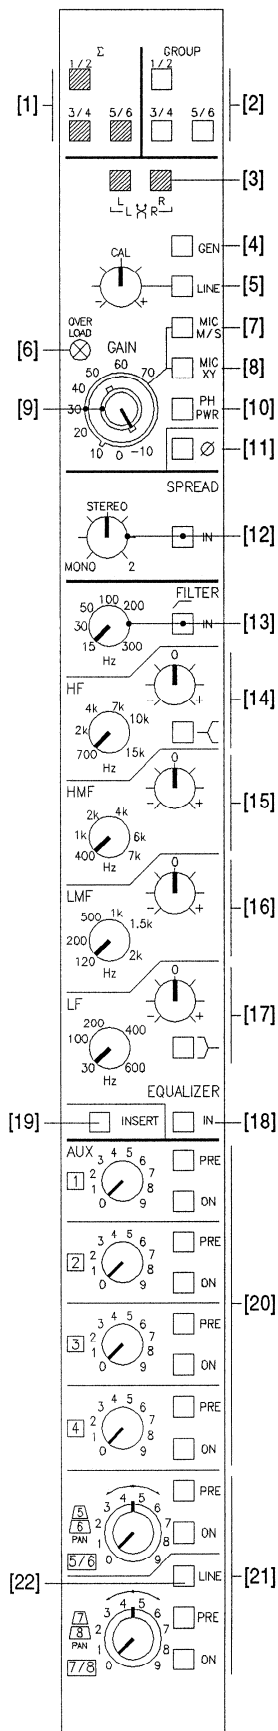 Σ GROUP
1/2 1/2
[1] [2]
3/4 5/6 3/4 5/6
[3]
L R
L R
[4]
GEN
CAL
LINE [5]
- +
OVER
LOAD
MIC
M/S [7]
GAIN
[6]
60
50 70
MIC
XY [8]
40
[9] 30
PH
PWR [10]
20
10 0 -10
Ø [11]
SPREAD
STEREO
IN [12]
MONO 2
FILTER
100
50 200
30 IN [13]
15 300
Hz
0
HF - +
[14]
7k
4k 10k
2k
700 15k
Hz
0
HMF - +
[15]
2k 4k
1k 6k
400 7k
Hz
0
LMF - +
[16]
500 1k
1.5k
200
120 2k
Hz
0
LF - +
[17]
200 400
100
30 600
Hz
EQUALIZER
[19] INSERT IN [18]
AUX
3 4 5 6 PRE
1 2 7
1 8
0 9 ON
3 4 5 6 PRE
2 2 7
1 8
0 9 ON
[20]
3 4 5 6 PRE
3 2 7
1 8
0 9 ON
3 4 5 6 PRE
4 2 7
1 8
0 9 ON
PRE
3 4 5 6
5
6 2 7 ON
PAN 1 8
5/6 0 9
[22] LINE [21]
3 4 5 6
7 PRE
8 2 7
PAN 1 8
7/8 0 9 ON